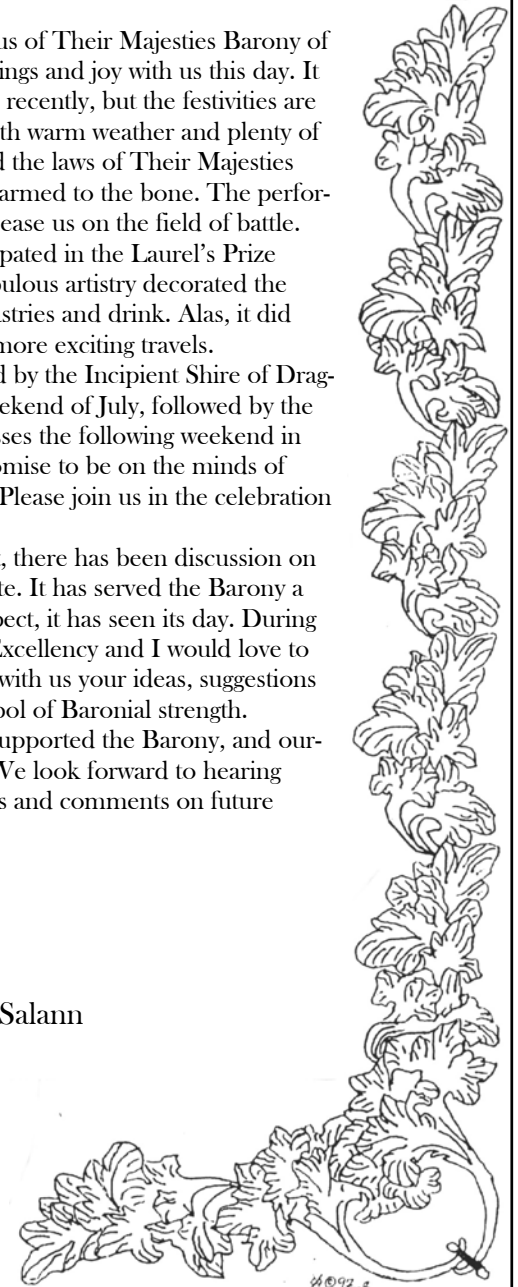 us of Their Majesties Barony of
ings and joy with us this day. It
recently, but the festivities are
th warm weather and plenty of
d the laws of Their Majesties
armed to the bone. The perfor-
ease us on the field of battle.
pated in the Laurel's Prize
oulous artistry decorated the
astries and drink. Alas, it did
more exciting travels.
d by the Incipient Shire of Drag-
eekend of July, followed by the
sses the following weekend in
omise to be on the minds of
Please join us in the celebration
, there has been discussion on
te. It has served the Barony a
pect, it has seen its day. During
Excellency and I would love to
with us your ideas, suggestions
bol of Baronial strength.
upported the Barony, and our-
We look forward to hearing
s and comments on future
Salann
©92